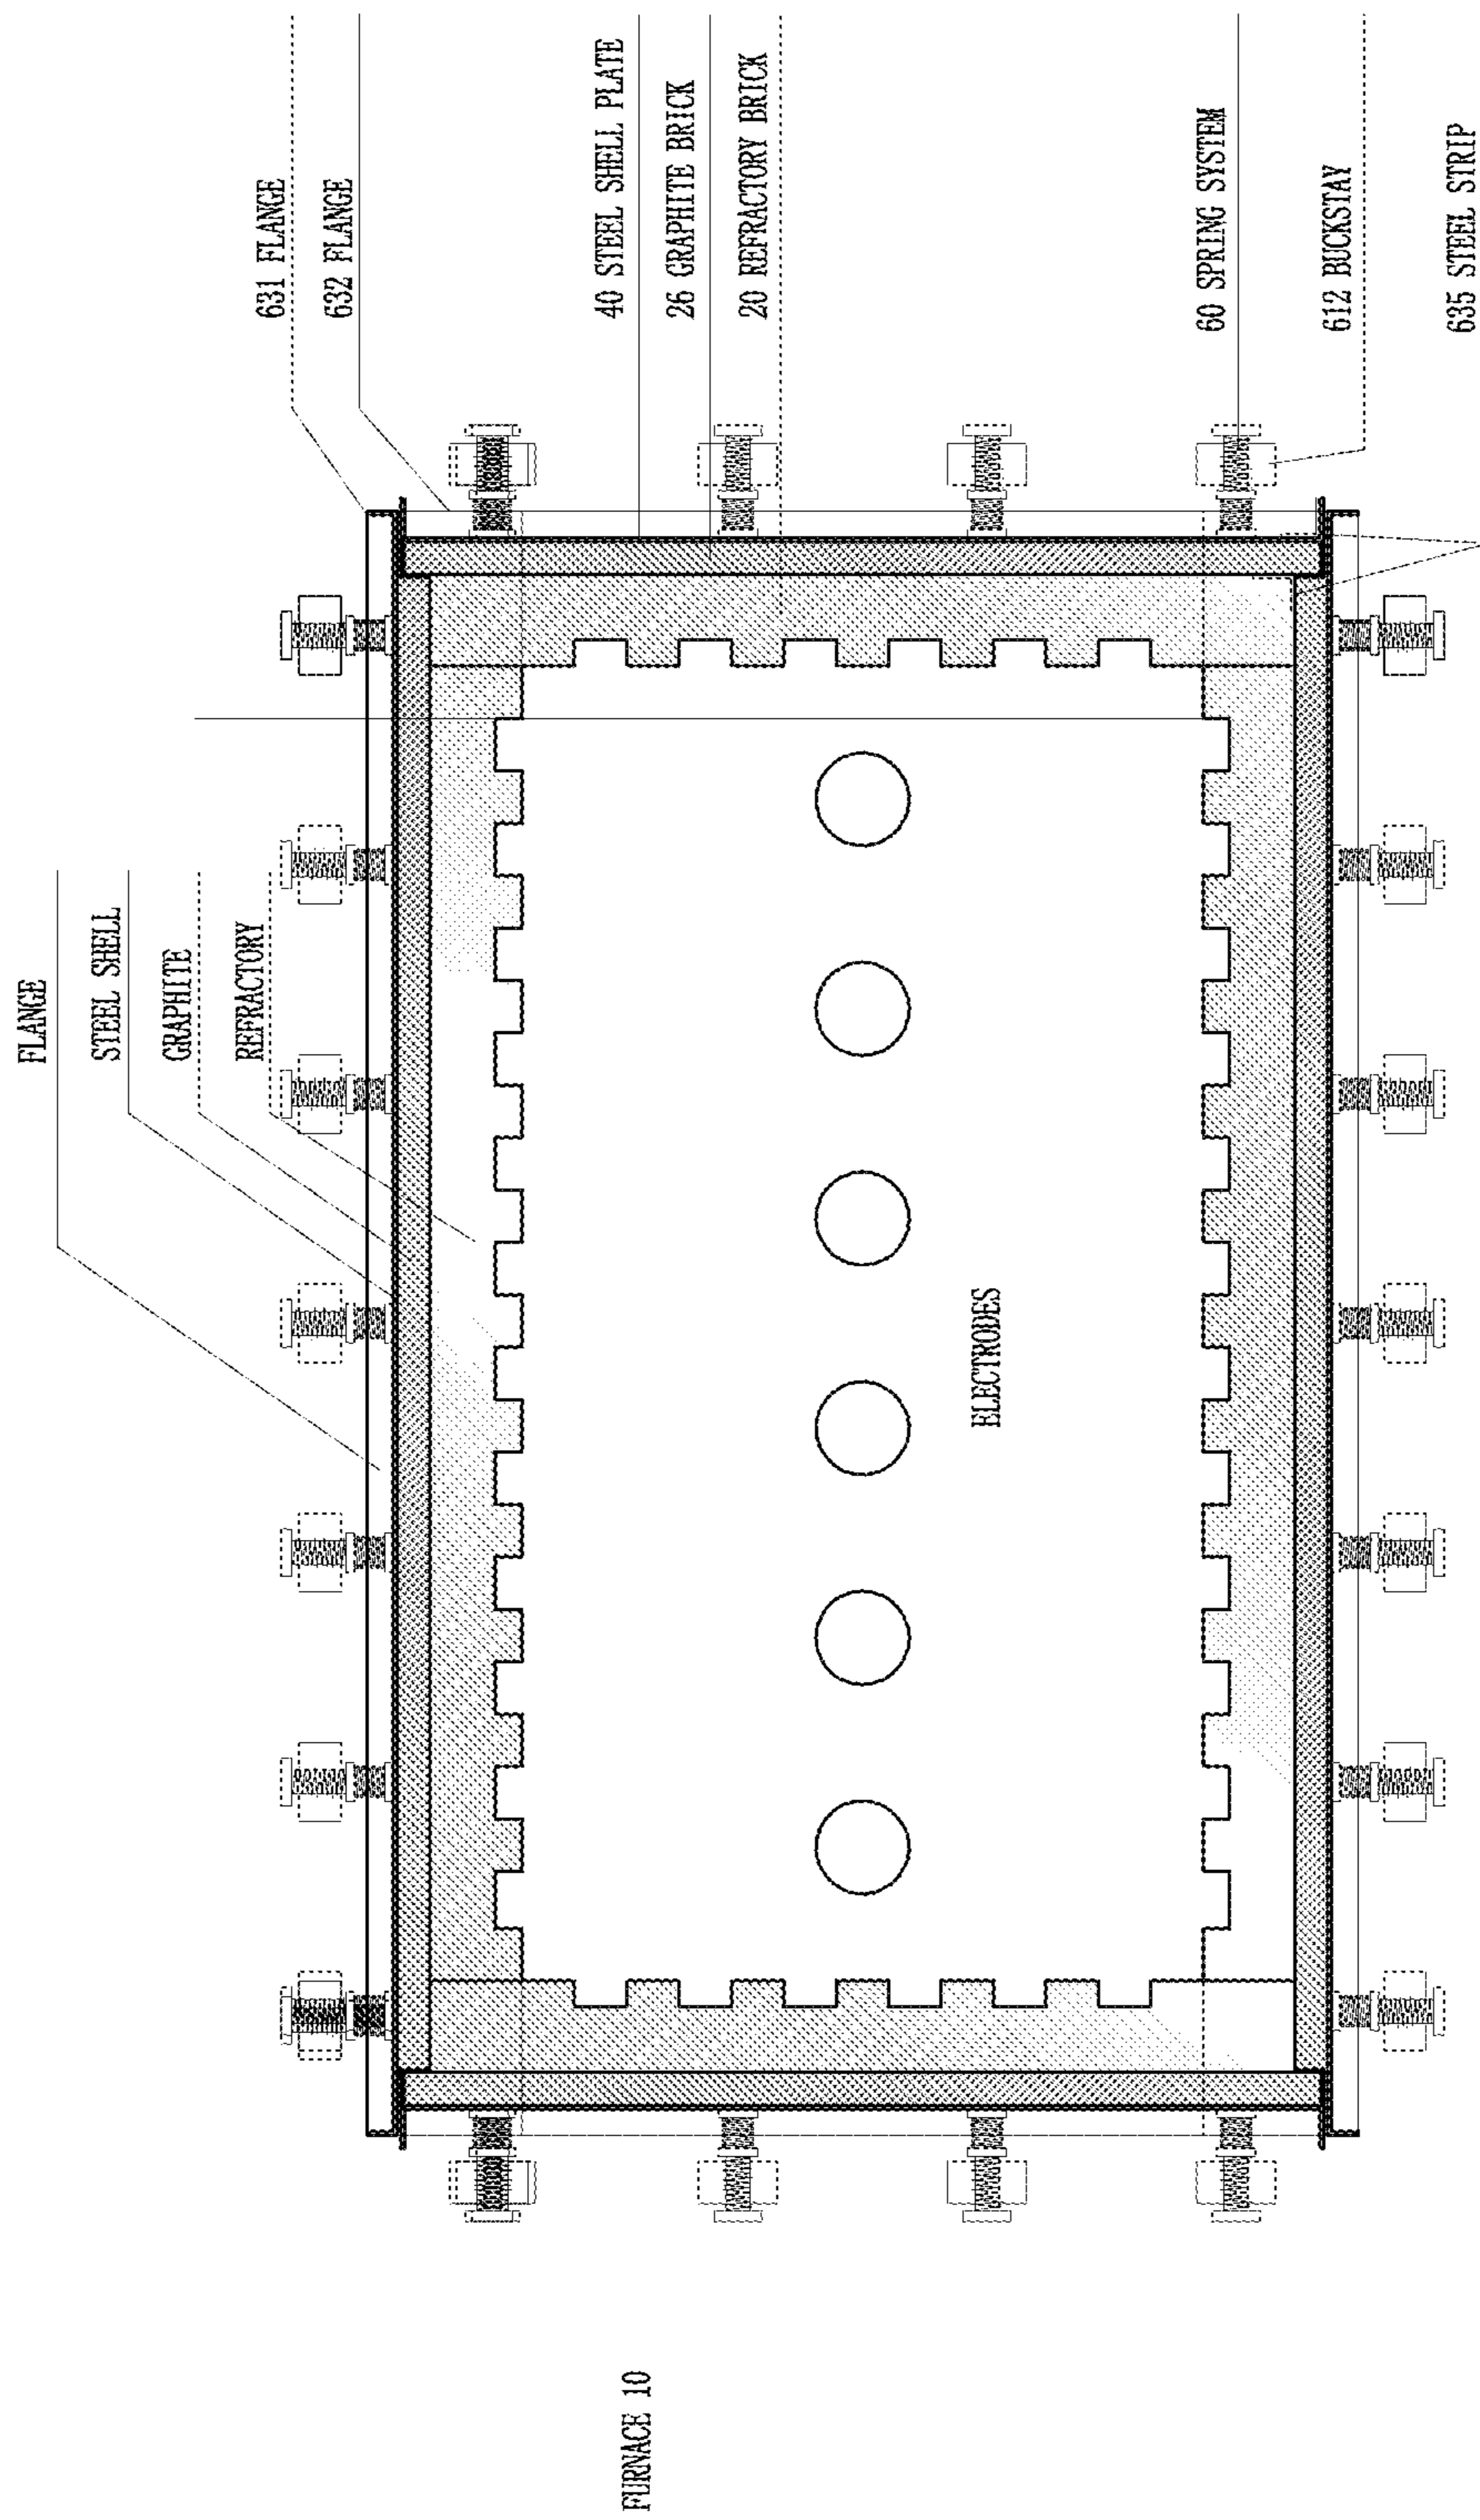 FLANGE
STEEL SHELL
GRAPHITE
REFRACTORY
631 FLANGE
632 FLANGE
40 STEEL SHELL PLATE
26 GRAPHITE BRICK
20 REFRACTORY BRICK
60 SPRING SYSTEM
612 BUCKSTAY
635 STEEL STRIP
ELECTRODES
FURNACE 10